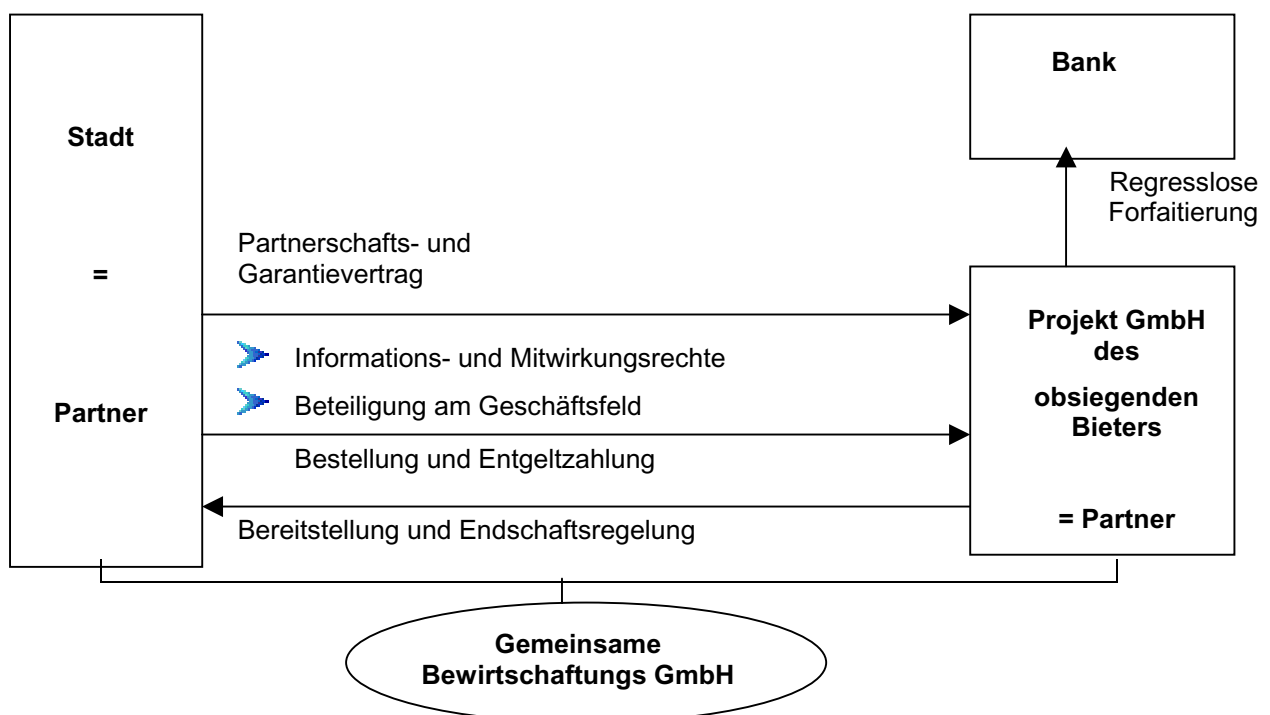 Stadt
=
Partner
Bank
Regresslose
Forfaitierung
Partnerschafts- und
Garantievertrag
Informations- und Mitwirkungsrechte
Beteiligung am Geschäftsfeld
Bestellung und Entgeltzahlung
Bereitstellung und Endschaftsregelung
Projekt GmbH
des
obsiegenden
Bieters
= Partner
Gemeinsame
Bewirtschaftungs GmbH